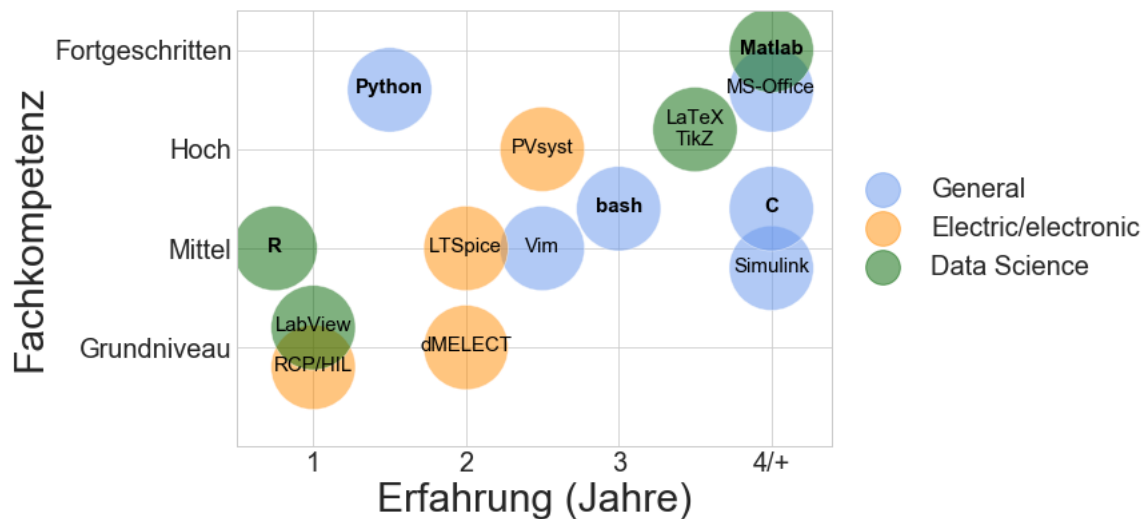 Fortgeschritten
Hoch
Mittel
Grundniveau
Fachkompetenz
Matlab
Python
MS-Office
LaTeX
TikZ
PVsyst
bash
C
R
LTSpice
Vim
Simulink
LabView
dMELECT
RCP/HIL
1
2
3
4/+
Erfahrung (Jahre)
General
Electric/electronic
Data Science